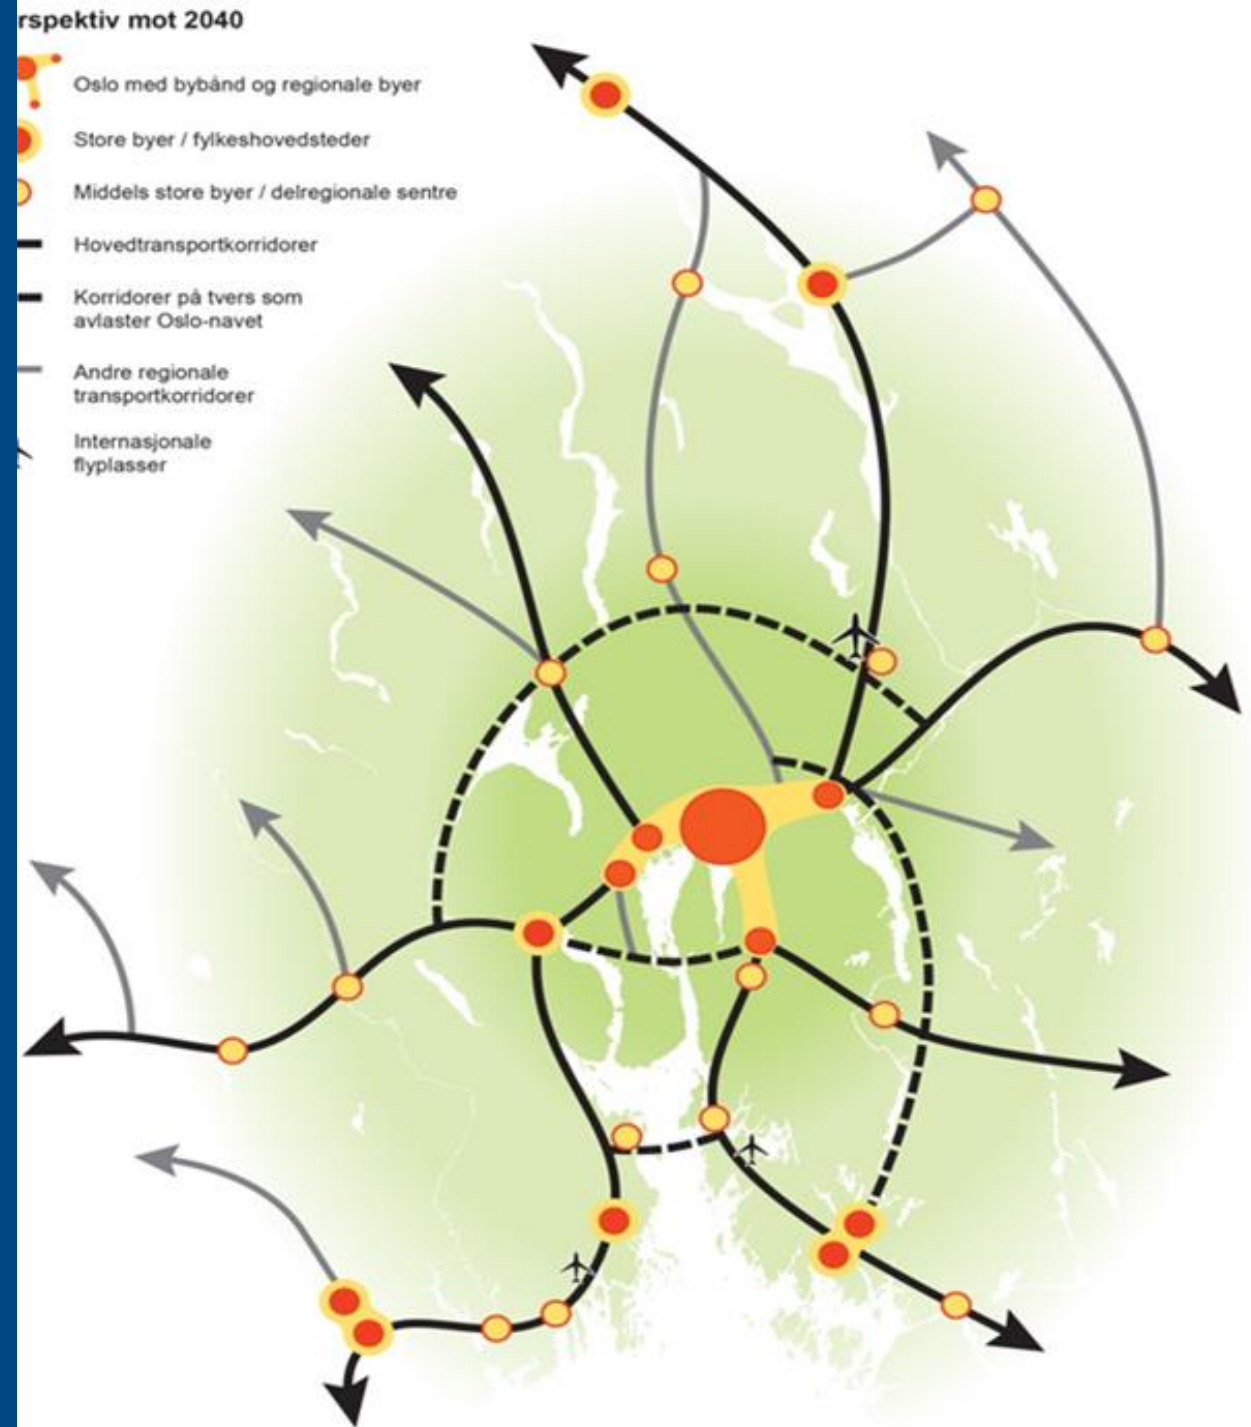 rspektiv mot 2040
Oslo med bybånd og regionale byer
Store byer / fylkeshovedsteder
Middels store byer / delregionale sentre
Hovedtransportkorridorer
Korridorer på tvers som
avlaster Oslo-navet
Andre regionale
transportkorridorer
Internasjonale
flyplasser